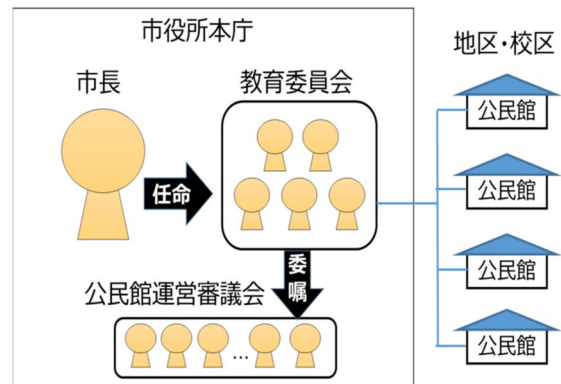 市役所本庁
地区・校区
市長
教育委員会
公民館
任命
公民館
委嘱
公民館
公民館運営審議会
…
公民館